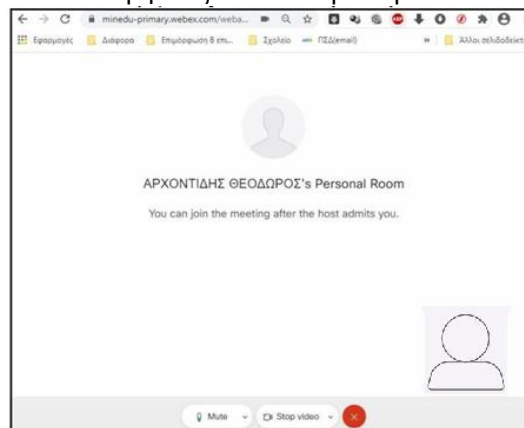 minedu-primary.webex.com/weba...
Εφαρμογές Διάφορα Επιμόρφωση Β επι... Σχολείο ΠΣΔ(email) » Άλλοι σελιδοδείκτ
ΑΡΧΟΝΤΙΔΗΣ ΘΕΟΔΩΡΟΣ's Personal Room
You can join the meeting after the host admits you.
Mute Stop video